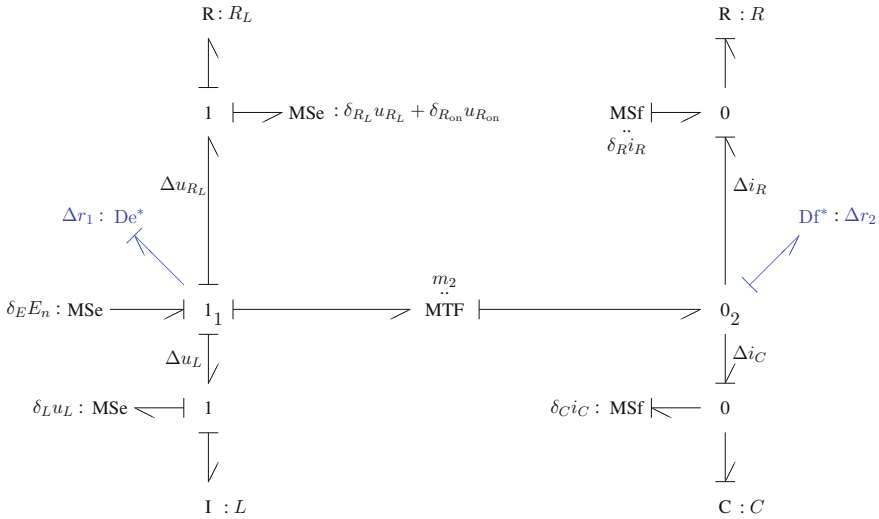 R : R_L
R : R
1
MSe : δ_{R_L} u_{R_L} + δ_{R_on} u_{R_on}
MSf
0
δ_R i_R
Δu_{R_L}
Δi_R
Δr_1 : De*
Df* : Δr_2
m_2
δ_E E_n : MSe
1_1
MTF
0_2
Δu_L
Δi_C
δ_L u_L : MSe
1
δ_C i_C : MSf
0
I : L
C : C